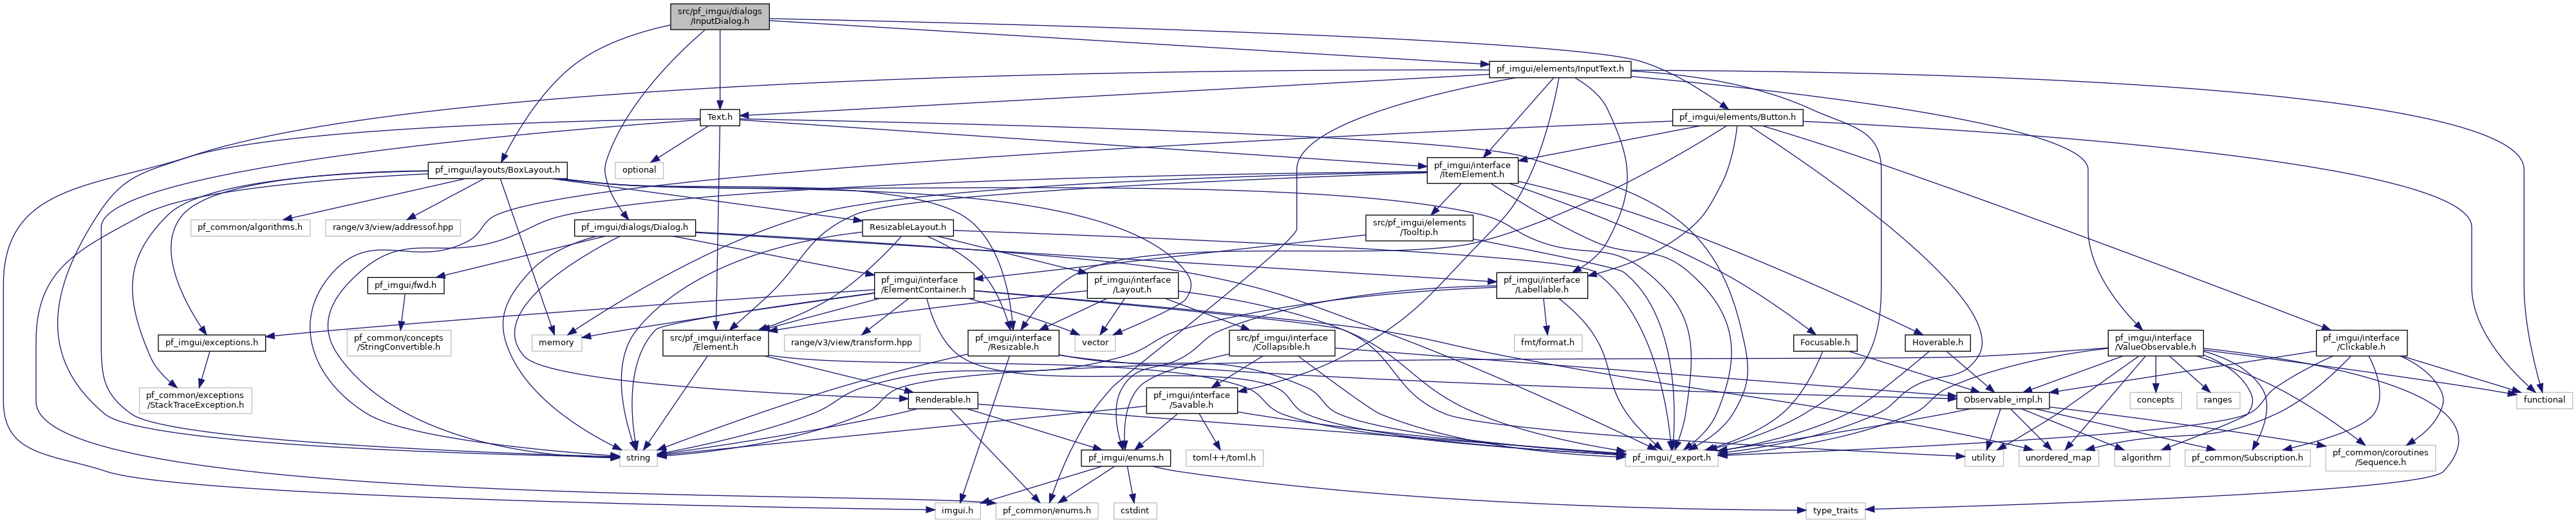 src/pf_imgui/dialogs
/InputDialog.h
pf_imgui/elements/InputText.h
Text.h
pf_imgui/elements/Button.h
pf_imgui/layouts/BoxLayout.h
optional
pf_imgui/interface
/ItemElement.h
pf_common/algorithms.h
range/v3/view/addressof.hpp
pf_imgui/dialogs/Dialog.h
ResizableLayout.h
src/pf_imgui/elements
/Tooltip.h
pf_imgui/fwd.h
pf_imgui/interface
/ElementContainer.h
pf_imgui/interface
/Layout.h
pf_imgui/interface
/Labellable.h
pf_imgui/exceptions.h
pf_common/concepts
/StringConvertible.h
memory
src/pf_imgui/interface
/Element.h
range/v3/view/transform.hpp
pf_imgui/interface
/Resizable.h
vector
src/pf_imgui/interface
/Collapsible.h
fmt/format.h
Focusable.h
Hoverable.h
pf_imgui/interface
/ValueObservable.h
pf_imgui/interface
/Clickable.h
pf_common/exceptions
/StackTraceException.h
Renderable.h
pf_imgui/interface
/Savable.h
Observable_impl.h
concepts
ranges
functional
string
pf_imgui/enums.h
toml++/toml.h
pf_imgui/_export.h
utility
unordered_map
algorithm
pf_common/Subscription.h
pf_common/coroutines
/Sequence.h
imgui.h
pf_common/enums.h
cstdint
type_traits